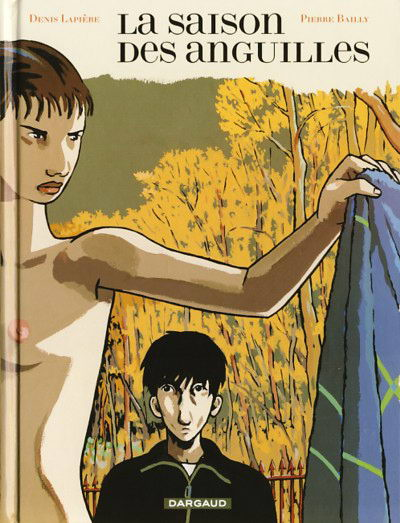 Denis Lapière
La saison
des anguilles
Pierre Bailly
DARGAUD